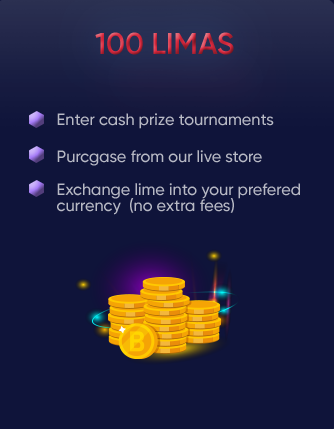 100 LIMAS
Enter cash prize tournaments
Purcgase from our live store
Exchange lime into your prefered
currency (no extra fees)